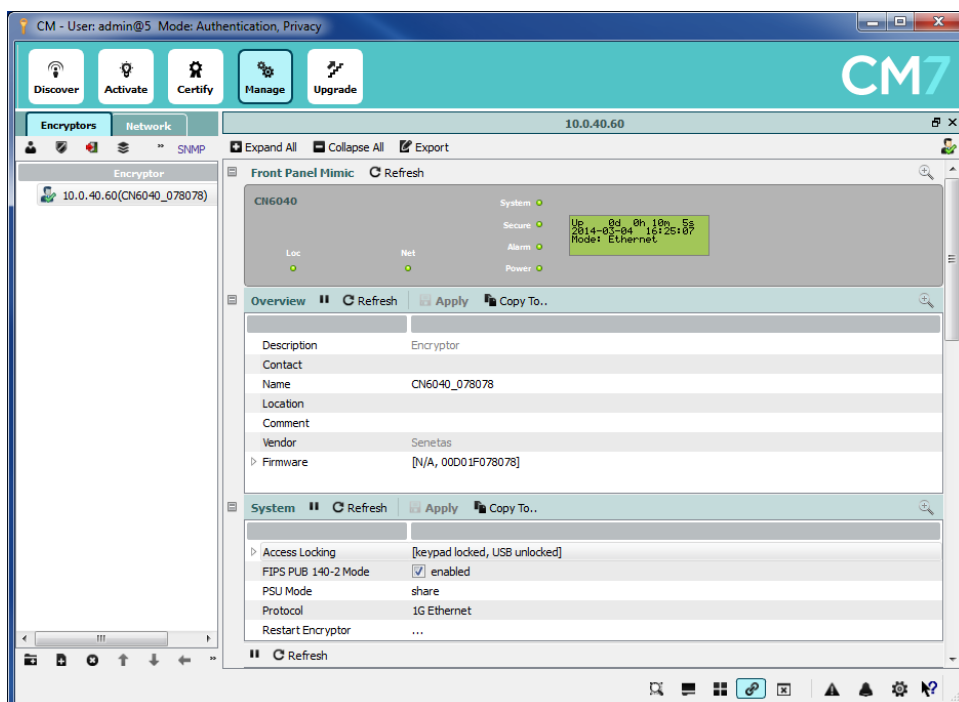 CM - User: admin@5 Mode: Authentication, Privacy
Discover Activate Certify Manage Upgrade
CM7
Encryptors Network
10.0.40.60
» SNMP
Expand All Collapse All Export
Encryptor
10.0.40.60(CN6040_078078)
Front Panel Mimic Refresh
CN6040
System
Secure
Alarm
Power
Loc Net
Up 0d 0h 10m 5s
2014-03-04 16:25:07
Mode: Ethernet
Overview Refresh Apply Copy To..
Description Encryptor
Contact
Name CN6040_078078
Location
Comment
Vendor Senetas
Firmware [N/A, 00D01F078078]
System Refresh Apply Copy To..
Access Locking [keypad locked, USB unlocked]
FIPS PUB 140-2 Mode enabled
PSU Mode share
Protocol 1G Ethernet
Restart Encryptor ...
Refresh
»